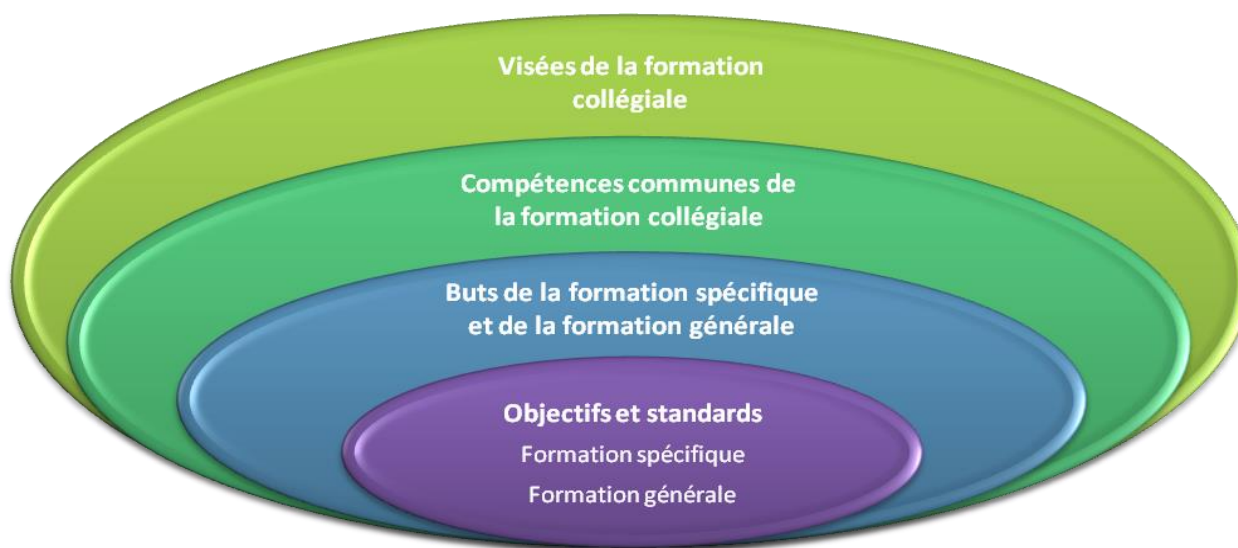 Visées de la formation
collégiale
Compétences communes de
la formation collégiale
Buts de la formation spécifique
et de la formation générale
Objectifs et standards
Formation spécifique
Formation générale